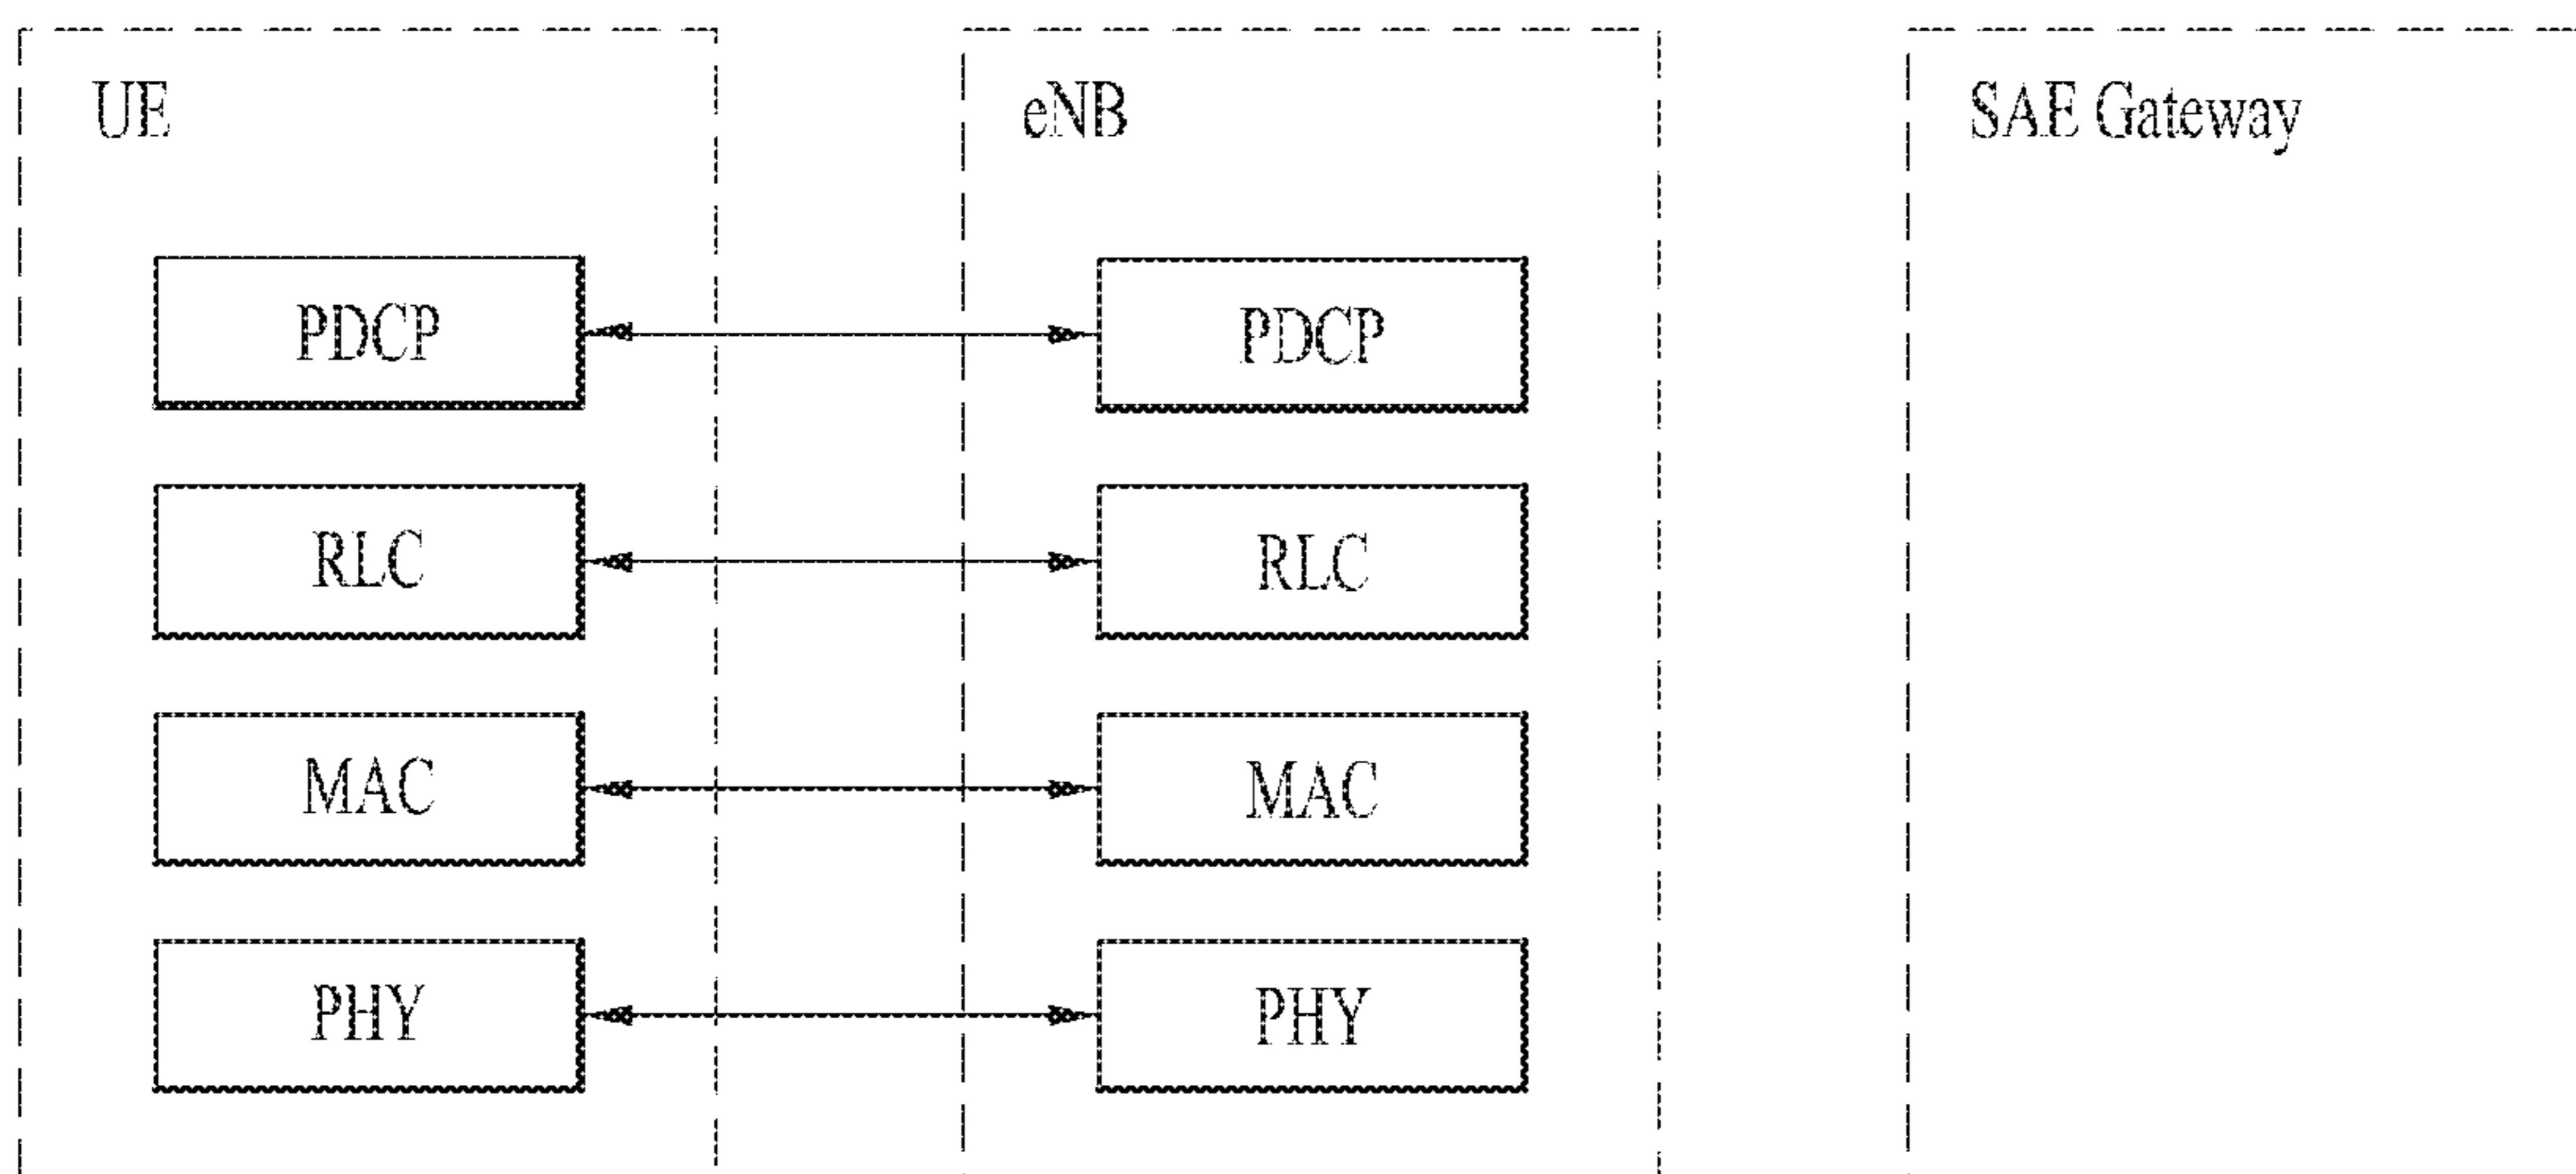 UE
eNB
SAE Gateway
PDCP
PDCP
RLC
RLC
MAC
MAC
PHY
PHY